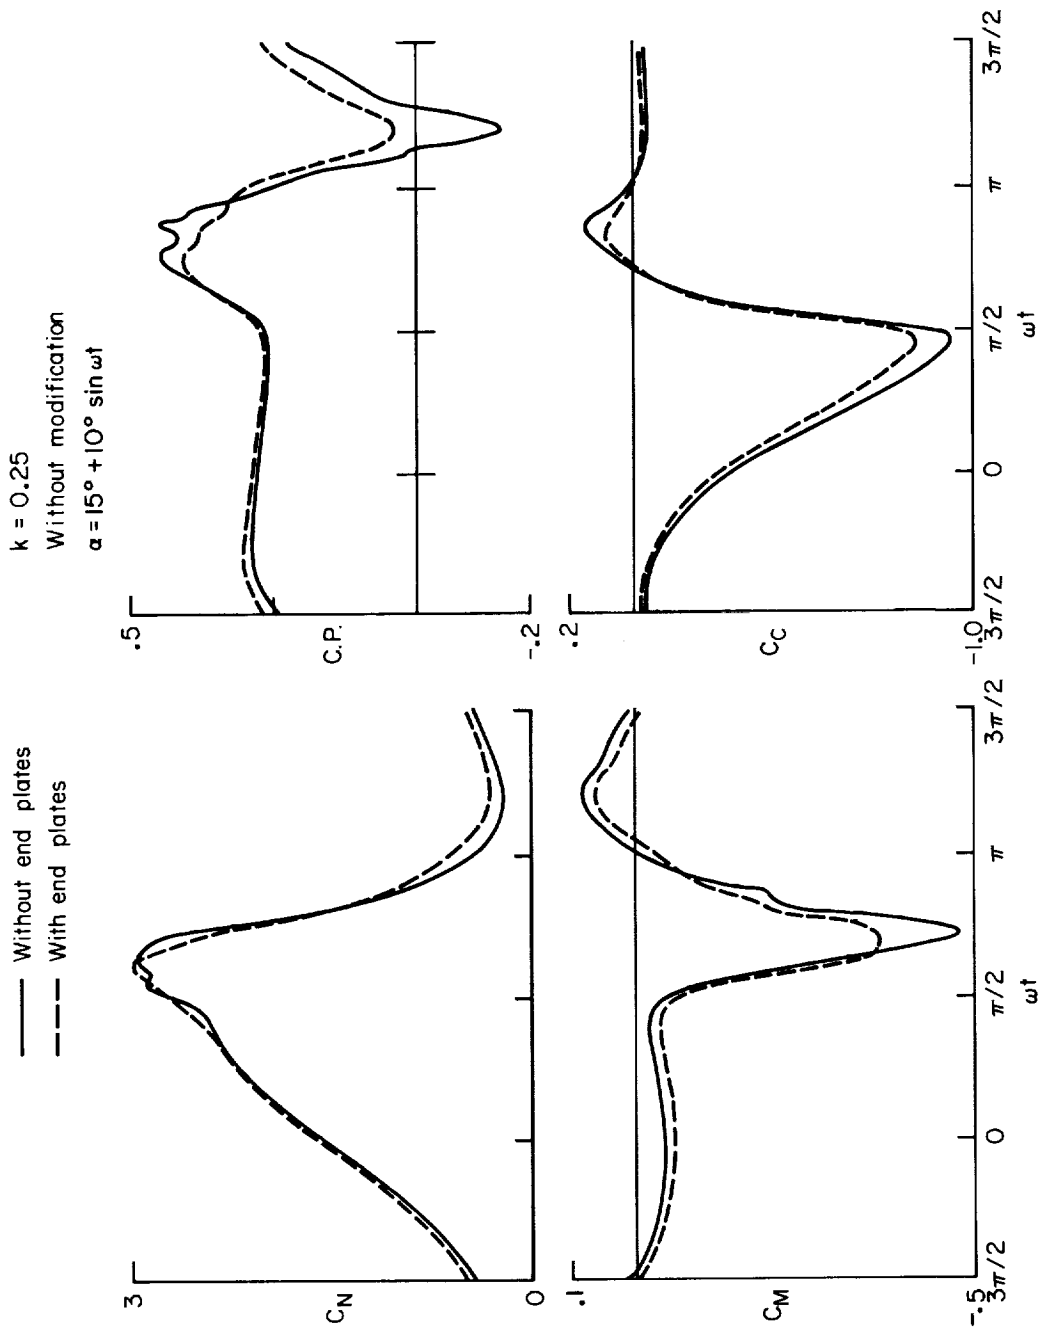 Without end plates
With end plates
k = 0.25
Without modification
α = 15° + 10° sin ωt
3
C_N
0
.5
C.P.
-.2
.1
C_M
-.5
3π/2
0
π/2
π
3π/2
ωt
.2
C_C
-1.0
3π/2
0
π/2
π
3π/2
ωt